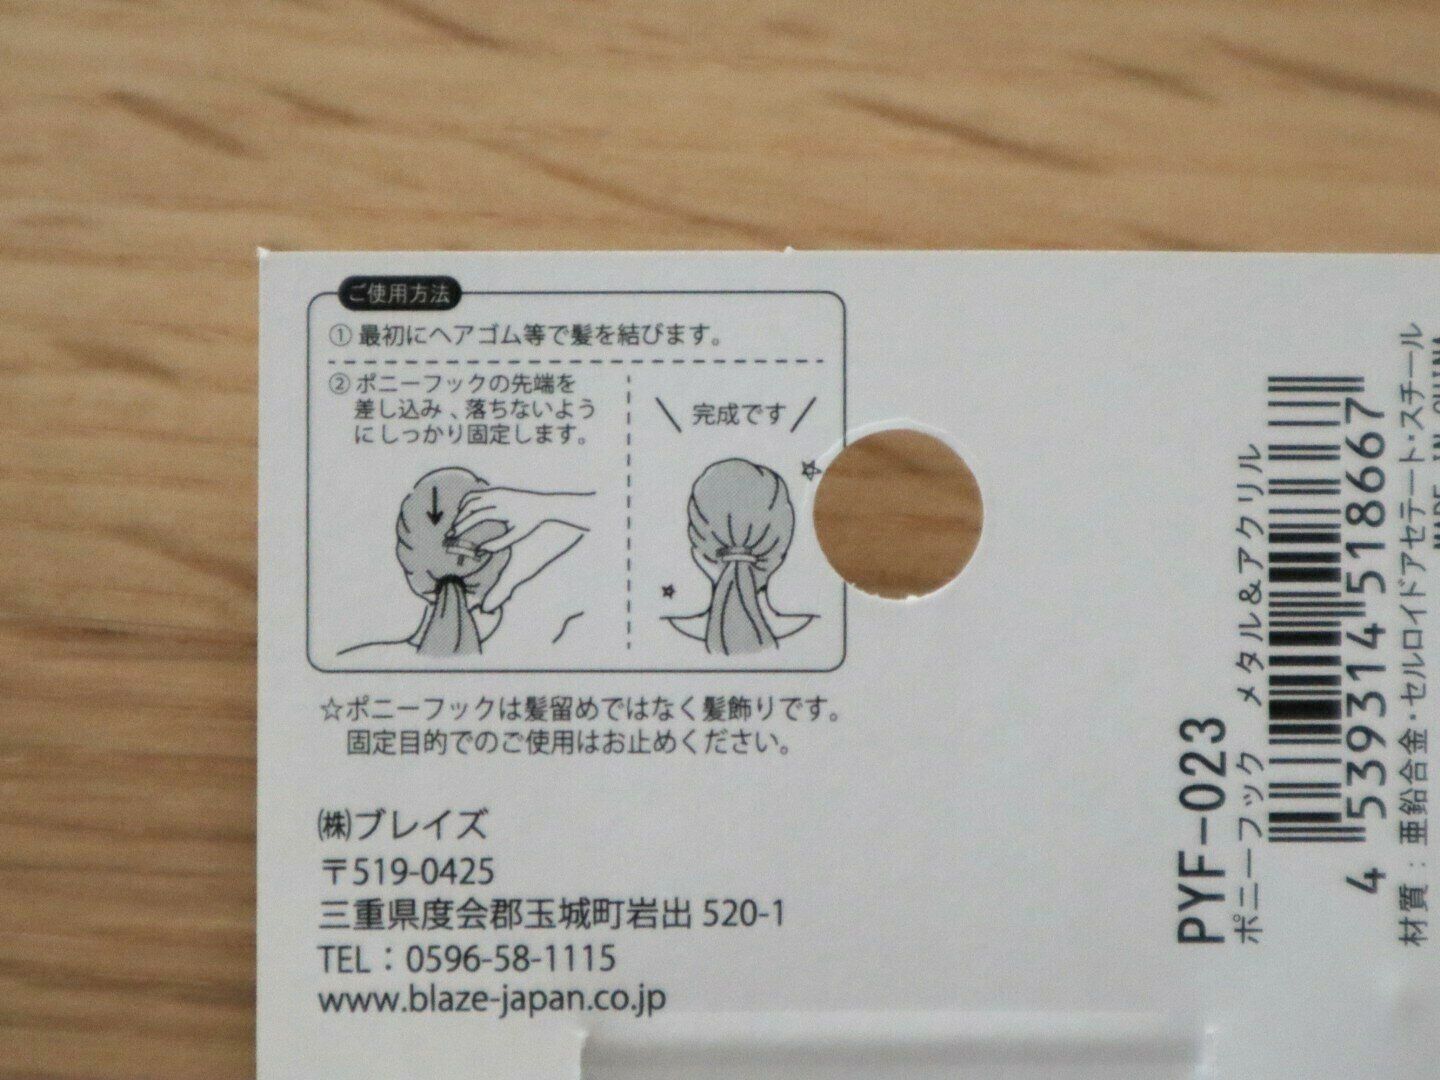 ご使用方法
① 最初にヘアゴム等で髪を結びます。
② ポニーフックの先端を
差し込み、落ちないよう
にしっかり固定します。
完成です
☆ポニーフックは髪留めではなく髪飾りです。
固定目的でのご使用はお止めください。
㈱ブレイズ
〒519-0425
三重県度会郡玉城町岩出 520-1
TEL：0596-58-1115
www.blaze-japan.co.jp
PYF-023
ポニーフック メタル&アクリル
4 539314 518667
材質：亜鉛合金・セルロイドアセテート・スチール
MADE IN CHINA